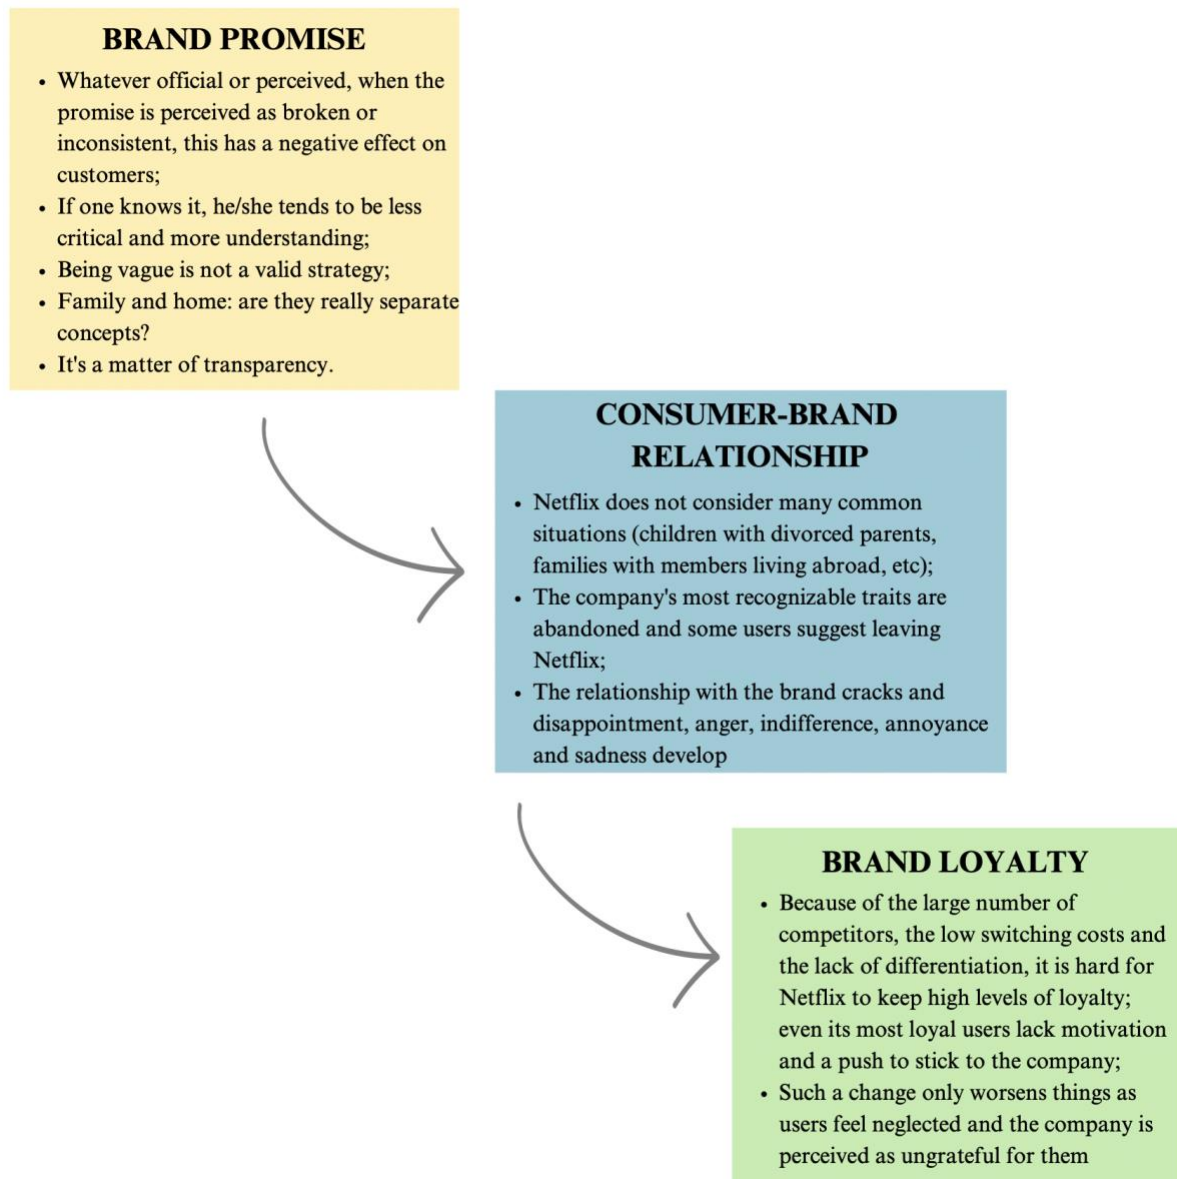 BRAND PROMISE
• Whatever official or perceived, when the
promise is perceived as broken or
inconsistent, this has a negative effect on
customers;
• If one knows it, he/she tends to be less
critical and more understanding;
• Being vague is not a valid strategy;
• Family and home: are they really separate
concepts?
• It's a matter of transparency.
CONSUMER-BRAND
RELATIONSHIP
• Netflix does not consider many common
situations (children with divorced parents,
families with members living abroad, etc);
• The company's most recognizable traits are
abandoned and some users suggest leaving
Netflix;
• The relationship with the brand cracks and
disappointment, anger, indifference, annoyance
and sadness develop
BRAND LOYALTY
• Because of the large number of
competitors, the low switching costs and
the lack of differentiation, it is hard for
Netflix to keep high levels of loyalty;
even its most loyal users lack motivation
and a push to stick to the company;
• Such a change only worsens things as
users feel neglected and the company is
perceived as ungrateful for them